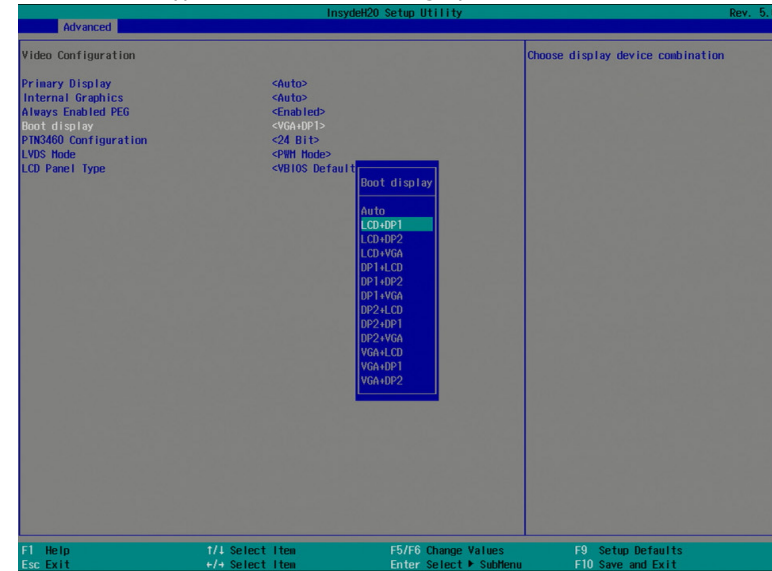 InsydeH20 Setup Utility Rev. 5.
Advanced
Video Configuration
Choose display device combination
Primary Display <Auto>
Internal Graphics <Auto>
Always Enabled PEG <Enabled>
Boot display <VGA+DP1>
PTN3460 Configuration <24 Bit>
LVDS Mode <PWM Mode>
LCD Panel Type <VBIOS Default
Boot display
Auto
LCD+DP1
LCD+DP2
LCD+VGA
DP1+LCD
DP1+DP2
DP1+VGA
DP2+LCD
DP2+DP1
DP2+VGA
VGA+LCD
VGA+DP1
VGA+DP2
F1 Help ↑/↓ Select Item F5/F6 Change Values F9 Setup Defaults
Esc Exit ←/→ Select Item Enter Select ▶ SubMenu F10 Save and Exit